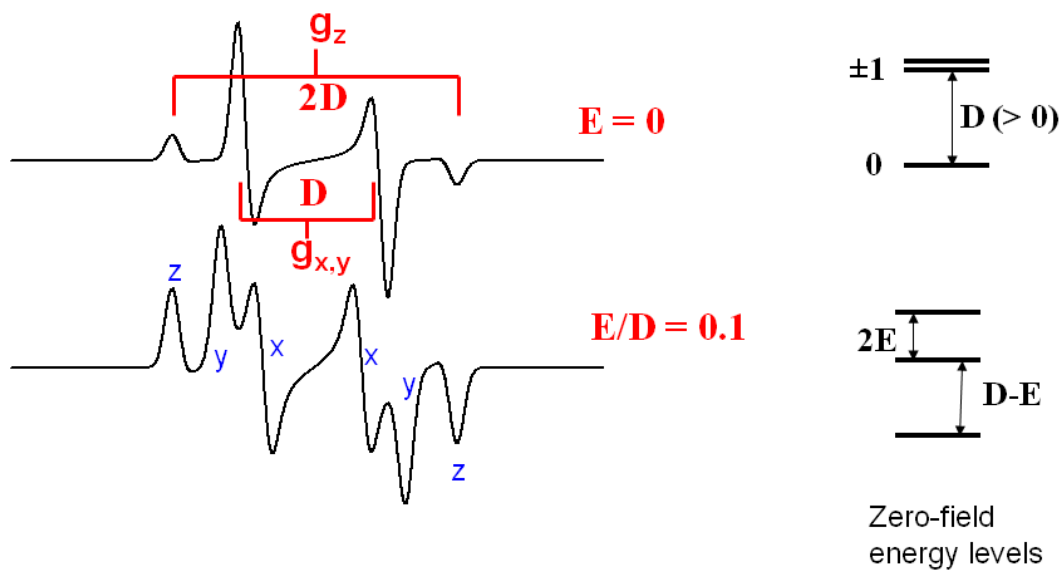 g_z
2D
E = 0
D
g_x,y
z
y
x
x
y
z
E/D = 0.1
±1
D (> 0)
0
2E
D-E
Zero-field
energy levels